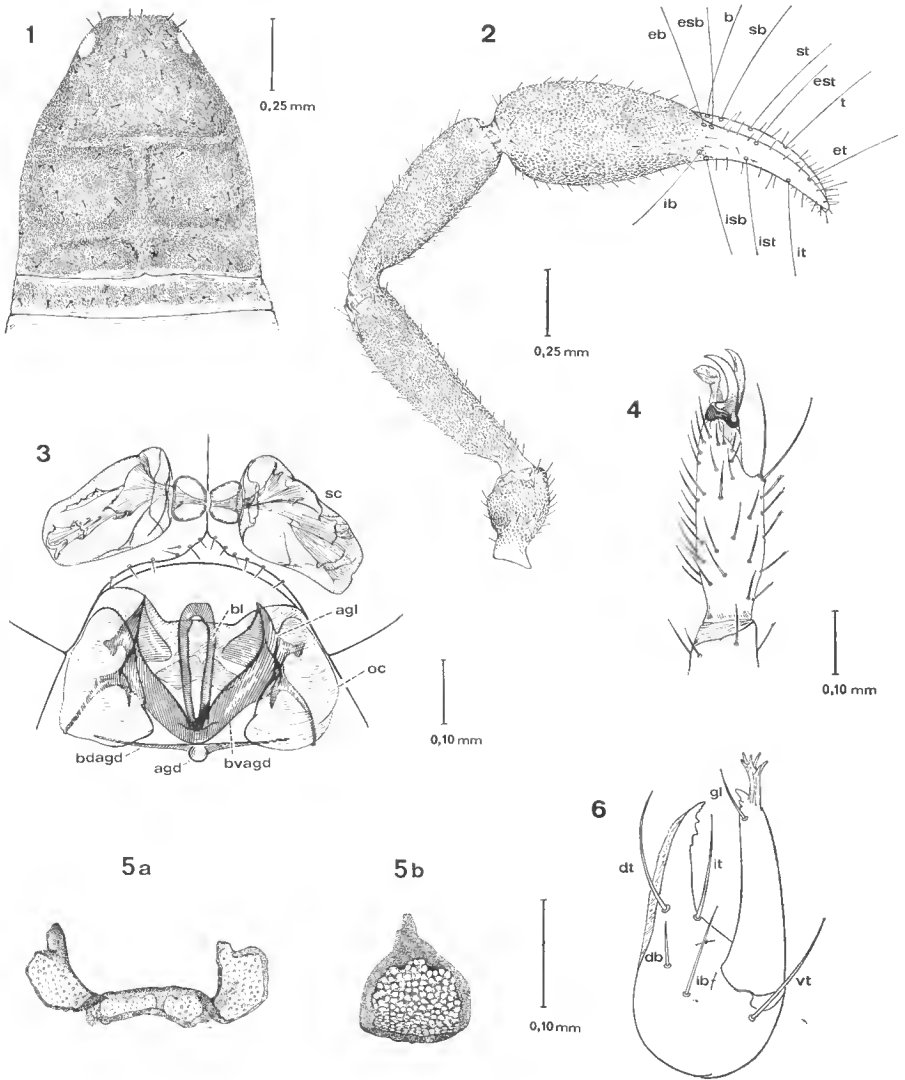 1
0,25 mm
2
eb
esb
b
sb
st
est
t
et
ib
isb
ist
it
0,25 mm
3
sc
bl
agl
oc
bdagd
agd
bvagd
0,10 mm
4
0,10 mm
5a
5b
0,10 mm
6
gl
dt
it
db
ib
vt